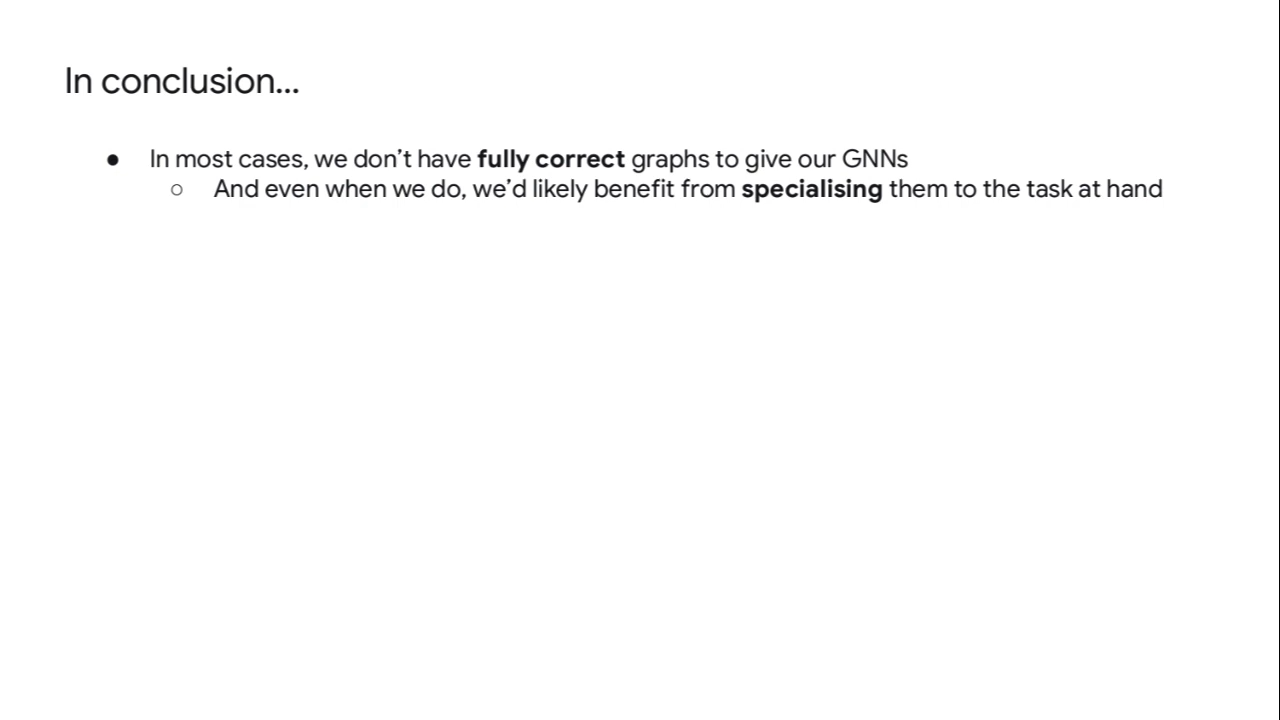 In conclusion...
● In most cases, we don’t have fully correct graphs to give our GNNs
○ And even when we do, we’d likely benefit from specialising them to the task at hand